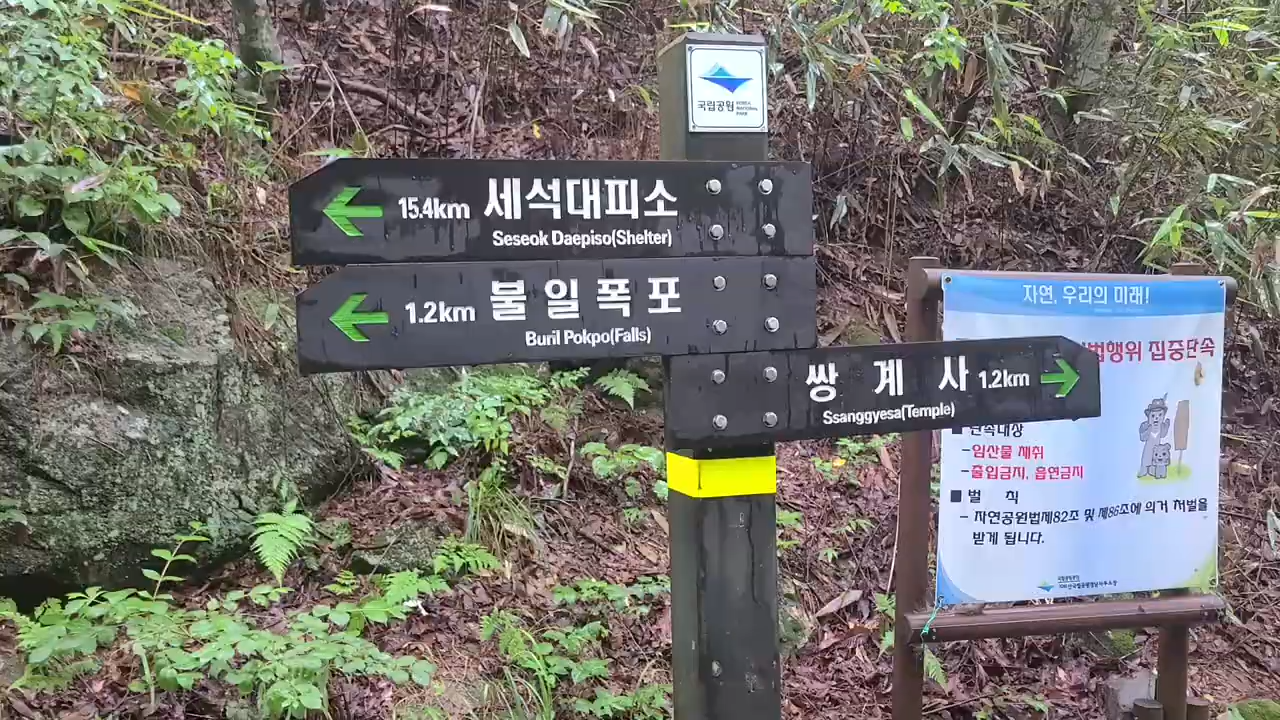 국립공원
KOREA
NATIONAL
PARK
15.4km 세석대피소
Seseok Daepiso(Shelter)
1.2km 불일폭포
Buril Pokpo(Falls)
쌍계사 1.2km
Ssanggyesa(Temple)
자연, 우리의 미래!
집중단속
단속대상
-임산물 채취
-출입금지, 흡연금지
■ 벌 칙
- 자연공원법제82조 및 제86조에 의거 처벌을
받게 됩니다.
국립공원공단